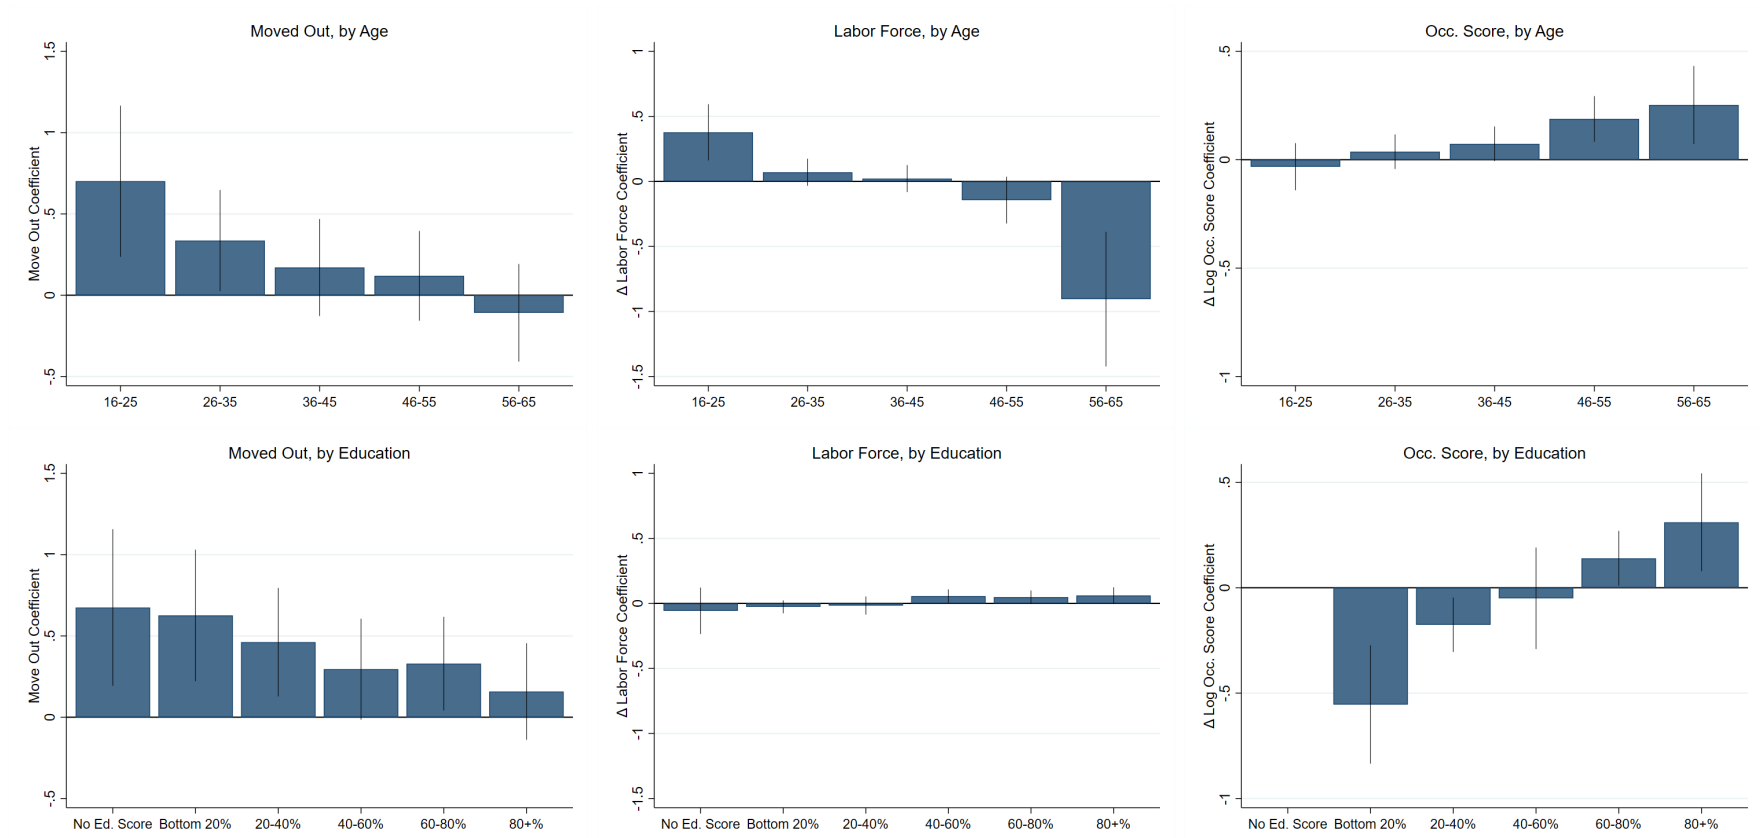 Moved Out, by Age
Move Out Coefficient
1.5
1
.5
0
-.5
16-25 26-35 36-45 46-55 56-65
Labor Force, by Age
Δ Labor Force Coefficient
1
.5
0
-.5
-1
-1.5
16-25 26-35 36-45 46-55 56-65
Occ. Score, by Age
Δ Log Occ. Score Coefficient
.5
0
-.5
-1
16-25 26-35 36-45 46-55 56-65
Moved Out, by Education
Move Out Coefficient
1.5
1
.5
0
-.5
No Ed. Score Bottom 20% 20-40% 40-60% 60-80% 80+%
Labor Force, by Education
Δ Labor Force Coefficient
1
.5
0
-.5
-1
-1.5
No Ed. Score Bottom 20% 20-40% 40-60% 60-80% 80+%
Occ. Score, by Education
Δ Log Occ. Score Coefficient
.5
0
-.5
-1
No Ed. Score Bottom 20% 20-40% 40-60% 60-80% 80+%